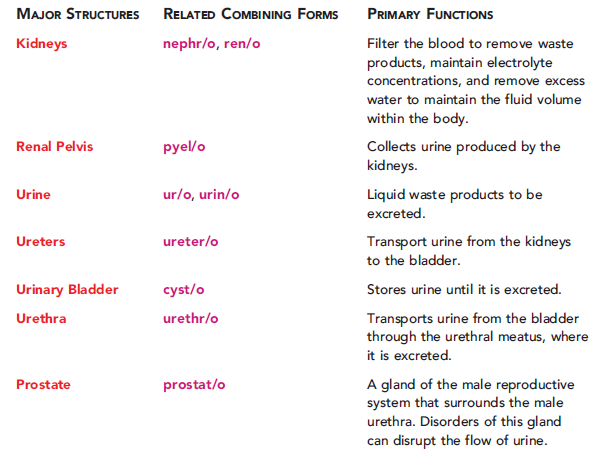 MAJOR STRUCTURES RELATED COMBINING FORMS PRIMARY FUNCTIONS
Kidneys nephr/o, ren/o Filter the blood to remove waste
products, maintain electrolyte
concentrations, and remove excess
water to maintain the fluid volume
within the body.
Renal Pelvis pyel/o Collects urine produced by the
kidneys.
Urine ur/o, urin/o Liquid waste products to be
excreted.
Ureters ureter/o Transport urine from the kidneys
to the bladder.
Urinary Bladder cyst/o Stores urine until it is excreted.
Urethra urethr/o Transports urine from the bladder
through the urethral meatus, where
it is excreted.
Prostate prostat/o A gland of the male reproductive
system that surrounds the male
urethra. Disorders of this gland
can disrupt the flow of urine.